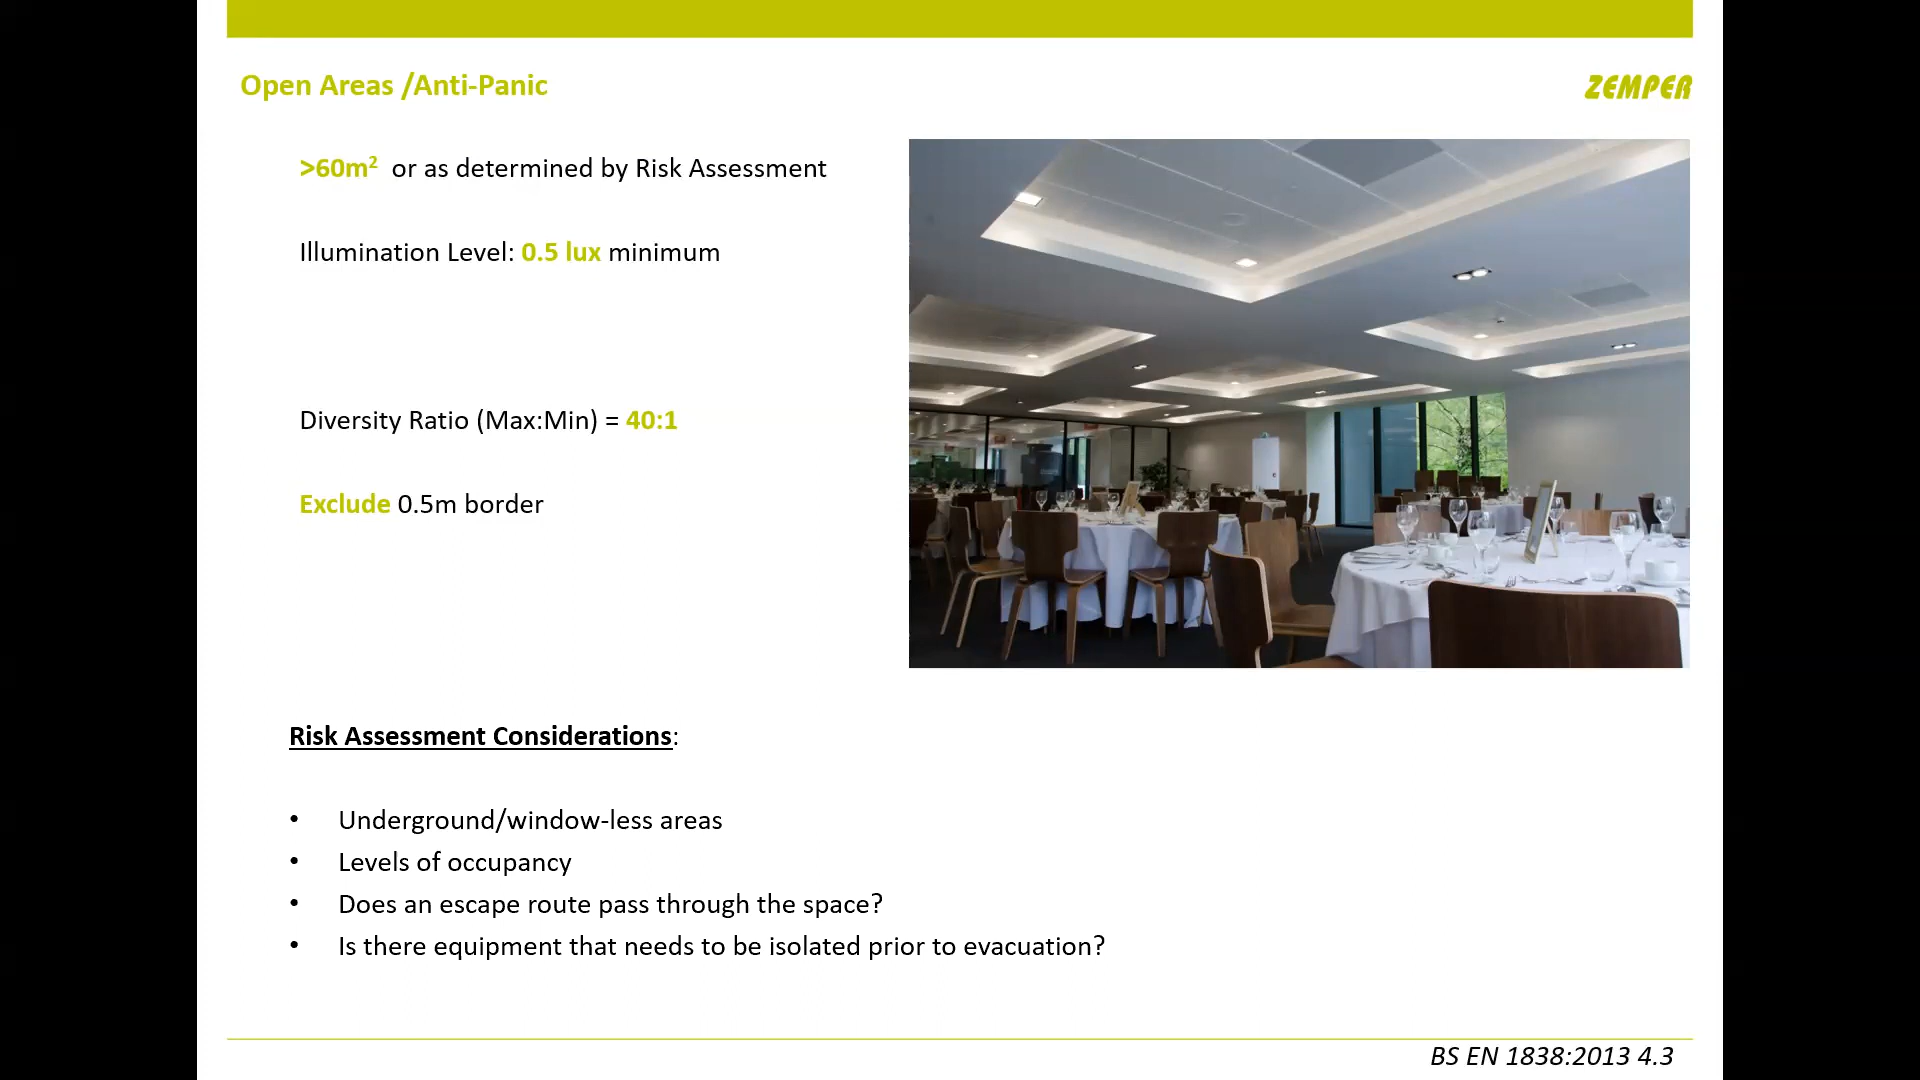 Open Areas /Anti-Panic
ZEMPER
>60m² or as determined by Risk Assessment
Illumination Level: 0.5 lux minimum
Diversity Ratio (Max:Min) = 40:1
Exclude 0.5m border
Risk Assessment Considerations:
• Underground/window-less areas
• Levels of occupancy
• Does an escape route pass through the space?
• Is there equipment that needs to be isolated prior to evacuation?
BS EN 1838:2013 4.3